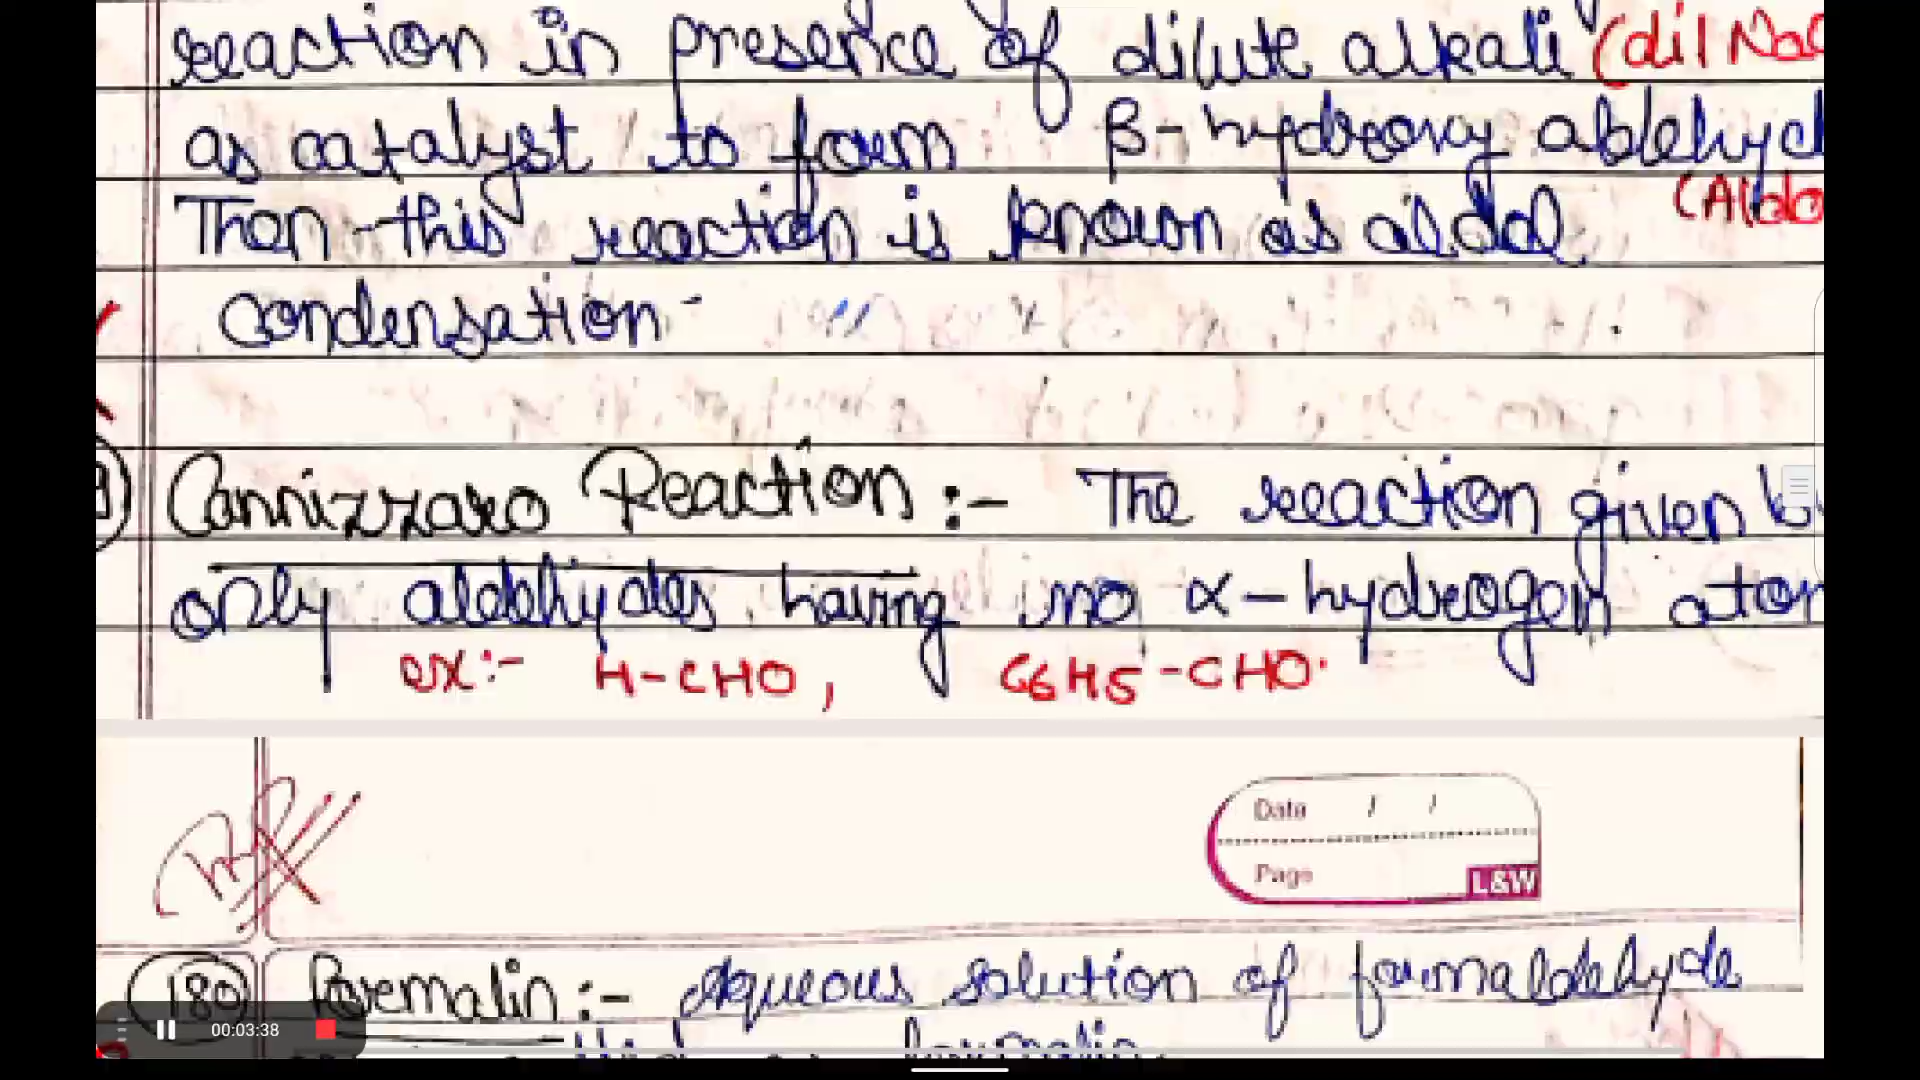 reaction in presence of dilute alkali (dil NaO
as catalyst to form β-hydroxy aldehyd
(Aldo
Then this reaction is known as aldol
Condensation-
9) Cannizzaro Reaction :- The reaction given b
only aldehydes having no α-hydrogen atom
ex:- H-CHO, C6H5-CHO.
Date / /
Page
L&W
180 Formalin :- Aqueous solution of formaldehyde
formalin
00:03:38